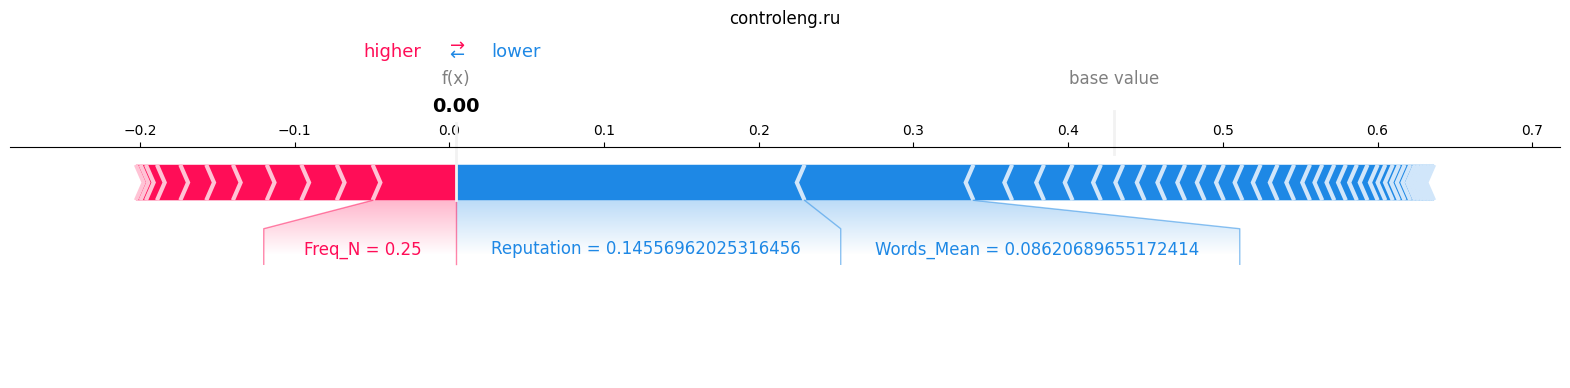 controleng.ru
higher ⇄ lower
f(x) base value
0.00
−0.2 −0.1 0.0 0.1 0.2 0.3 0.4 0.5 0.6 0.7
Freq_N = 0.25 Reputation = 0.14556962025316456 Words_Mean = 0.08620689655172414